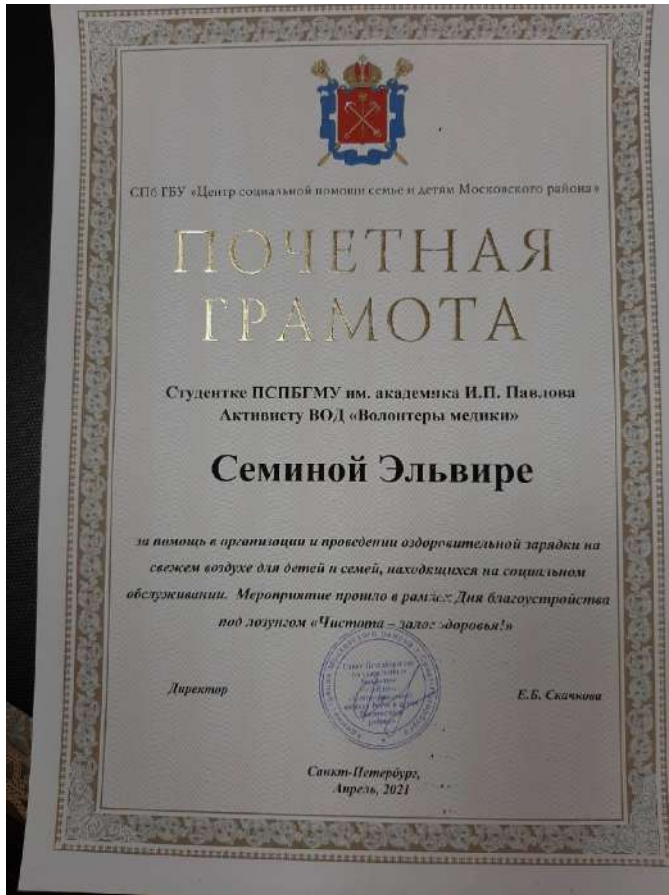 СПб ГБУ «Центр социальной помощи семье и детям Московского района»
ПОЧЕТНАЯ
ГРАМОТА
Студентке ПСПБГМУ им. академика И.П. Павлова
Активисту ВОД «Волонтеры медики»
Семиной Эльвире
за помощь в организации и проведении оздоровительной зарядки на
свежем воздухе для детей и семей, находящихся на социальном
обслуживании. Мероприятие прошло в рамках Дня благоустройства
под лозунгом «Чистота – залог здоровья!»
Директор
Е.Б. Скачкова
Санкт-Петербург,
Апрель, 2021